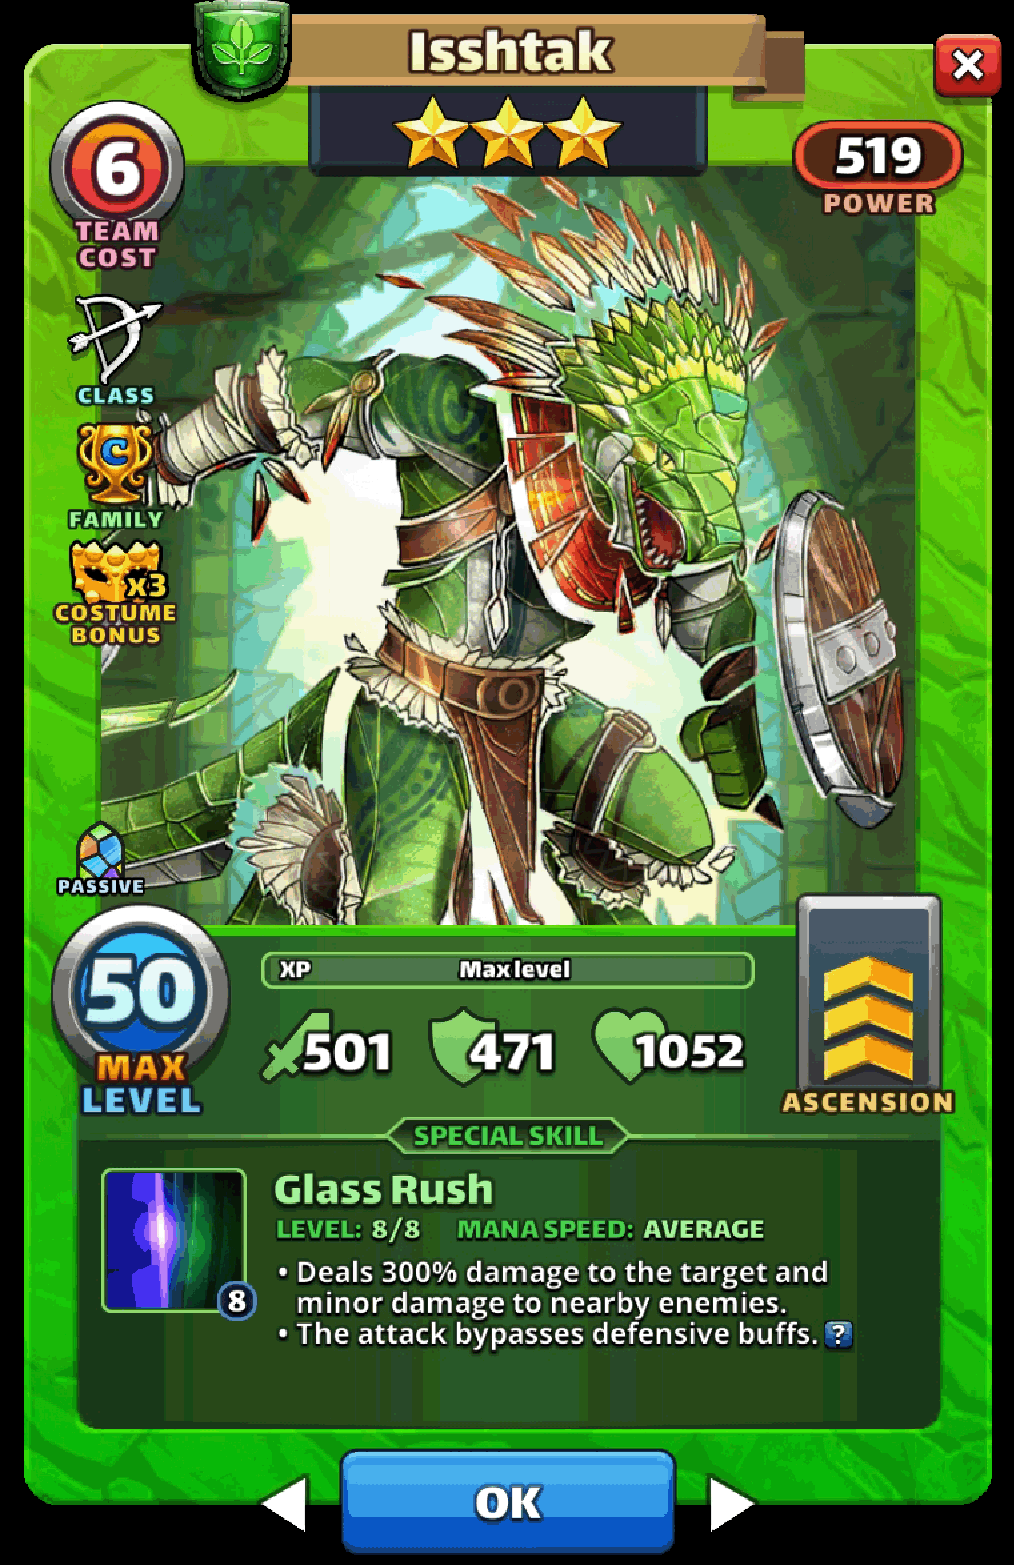 Isshtak
6
TEAM
COST
519
POWER
CLASS
C
FAMILY
x3
COSTUME
BONUS
PASSIVE
50
MAX
LEVEL
XP Max level
501 471 1052
ASCENSION
SPECIAL SKILL
Glass Rush
LEVEL: 8/8 MANA SPEED: AVERAGE
8
• Deals 300% damage to the target and
minor damage to nearby enemies.
• The attack bypasses defensive buffs. ?
OK